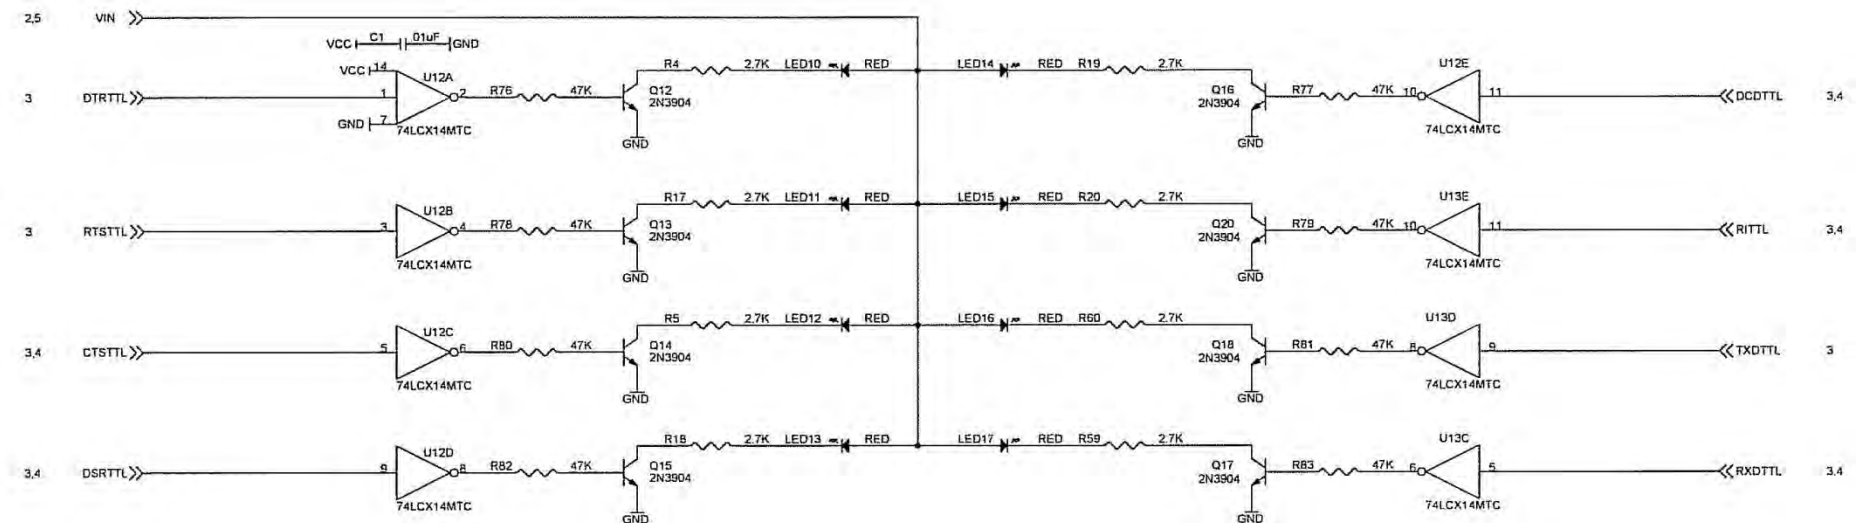 2,5 VIN
VCC C1 .01uF GND
VCC 14 U12A R4 2.7K LED10 RED LED14 RED R19 2.7K U12E
3 DTRTTL 1 2 R76 47K Q12 2N3904 Q16 2N3904 R77 47K 10 11 DCDTTL 3,4
GND 7 74LCX14MTC GND GND 74LCX14MTC
R17 2.7K LED11 RED LED15 RED R20 2.7K U13E
U12B
3 RTSTTL 3 4 R78 47K Q13 2N3904 Q20 2N3904 R79 47K 10 11 RITTL 3,4
74LCX14MTC GND GND 74LCX14MTC
R5 2.7K LED12 RED LED16 RED R60 2.7K U13D
U12C
3,4 CTSTTL 5 6 R80 47K Q14 2N3904 Q18 2N3904 R81 47K 8 9 TXDTTL 3
74LCX14MTC GND GND 74LCX14MTC
R18 2.7K LED13 RED LED17 RED R59 2.7K U13C
U12D
3,4 DSRTTL 9 8 R82 47K Q15 2N3904 Q17 2N3904 R83 47K 6 5 RXDTTL 3,4
74LCX14MTC GND GND 74LCX14MTC